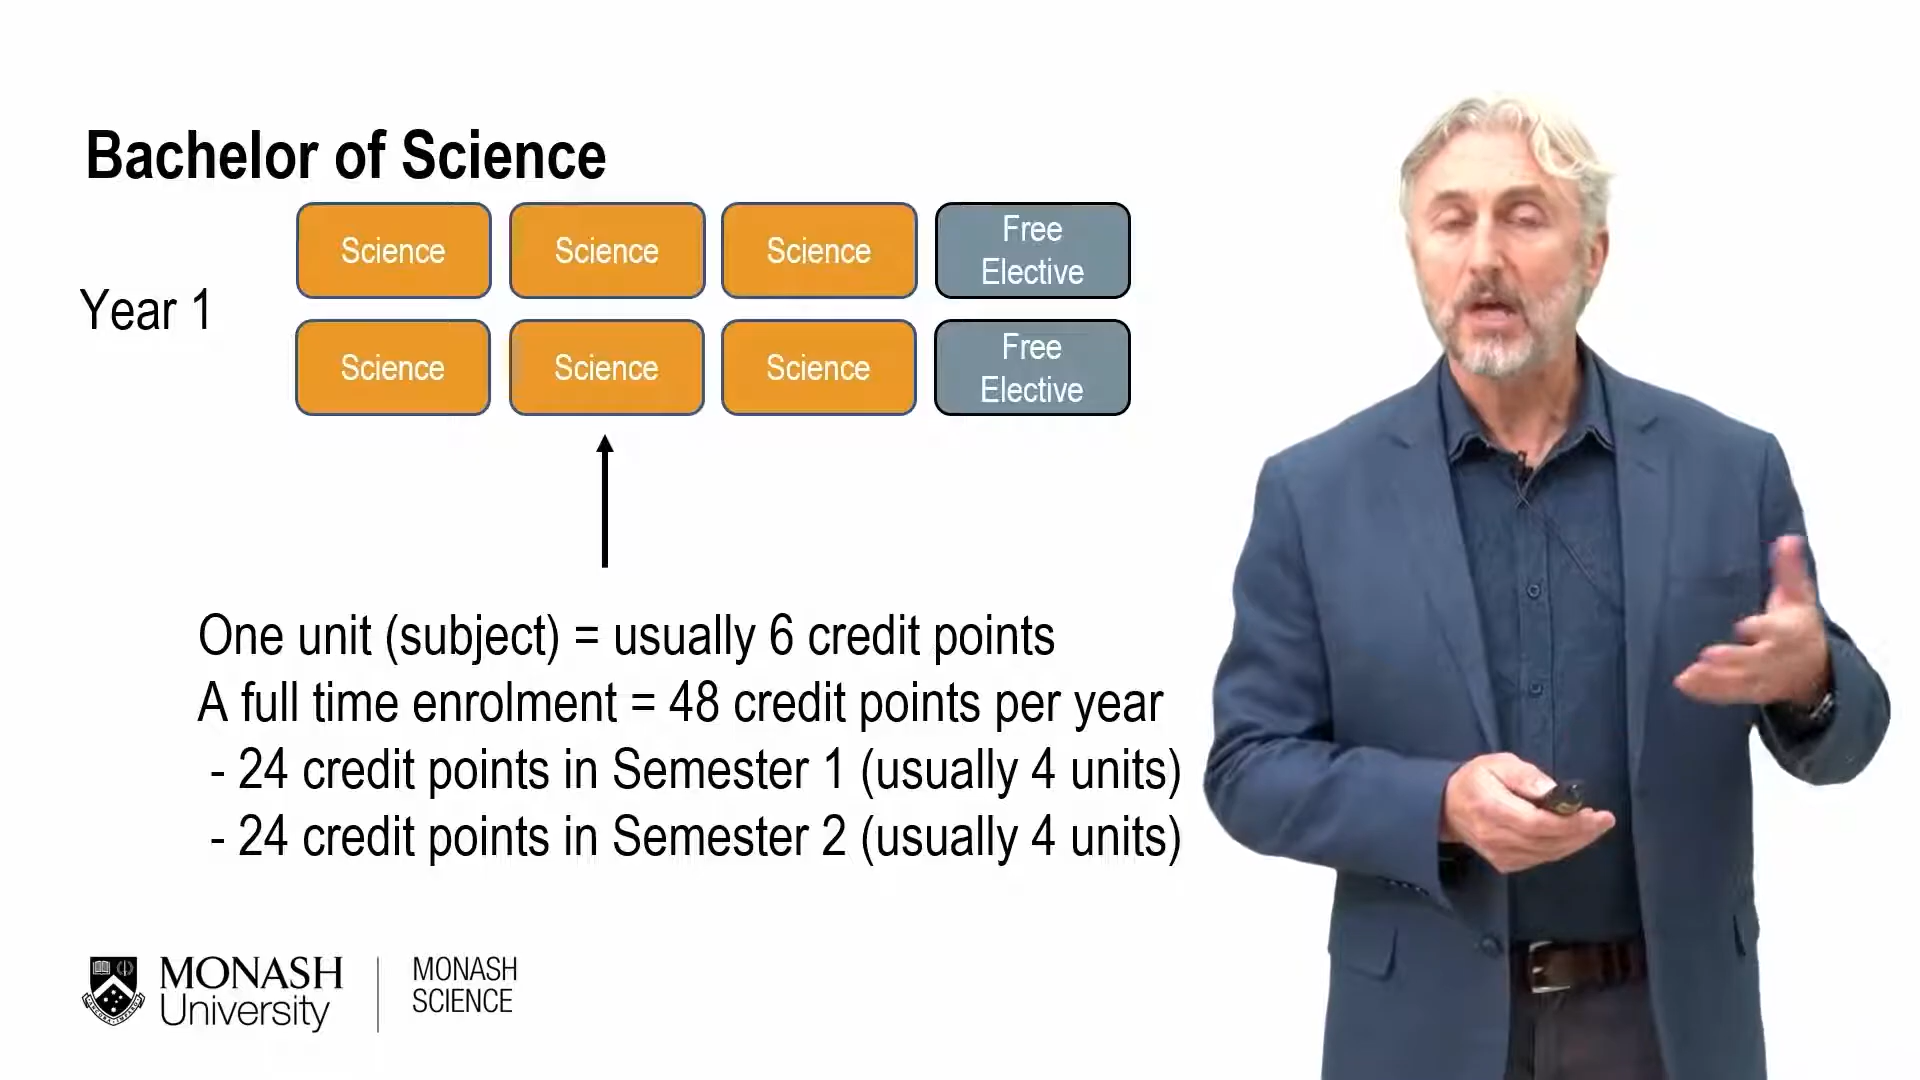 Bachelor of Science
Science
Science
Science
Free
Elective
Year 1
Science
Science
Science
Free
Elective
One unit (subject) = usually 6 credit points
A full time enrolment = 48 credit points per year
- 24 credit points in Semester 1 (usually 4 units)
- 24 credit points in Semester 2 (usually 4 units)
MONASH
University
MONASH
SCIENCE